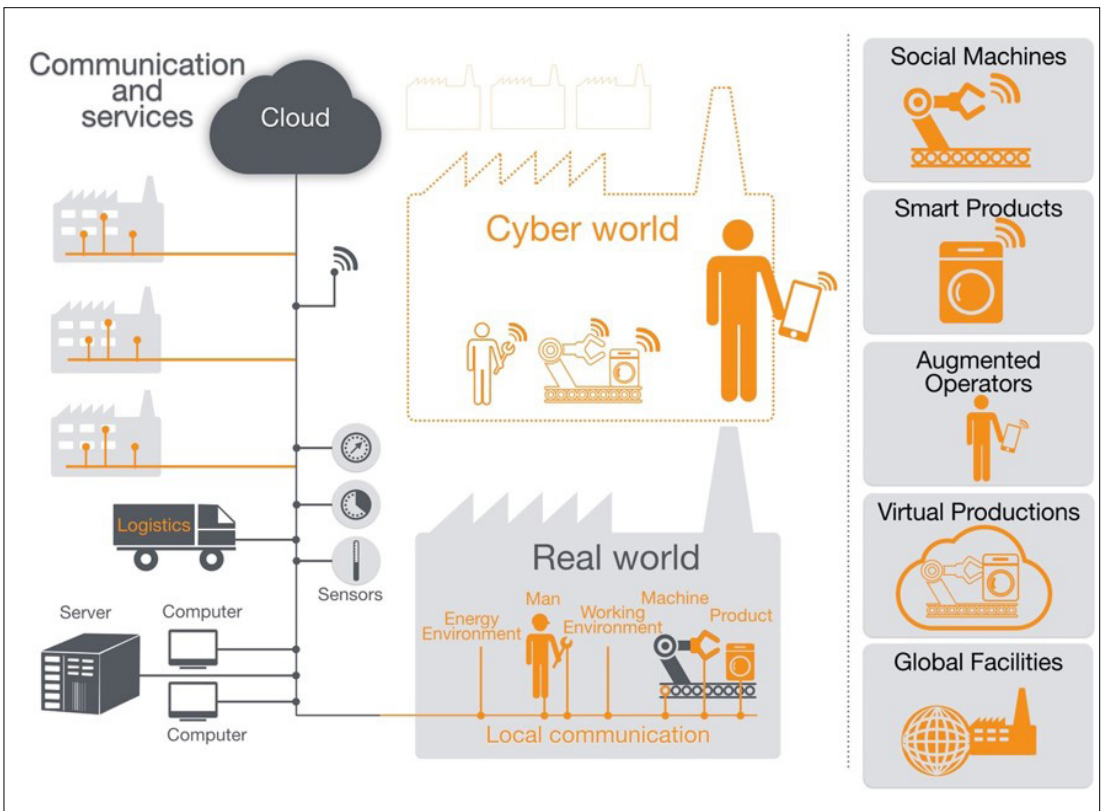 Communication
and
services
Cloud
Cyber world
Logistics
Sensors
Server
Computer
Computer
Real world
Energy
Environment
Man
Working
Environment
Machine
Product
Local communication
Social Machines
Smart Products
Augmented
Operators
Virtual Productions
Global Facilities